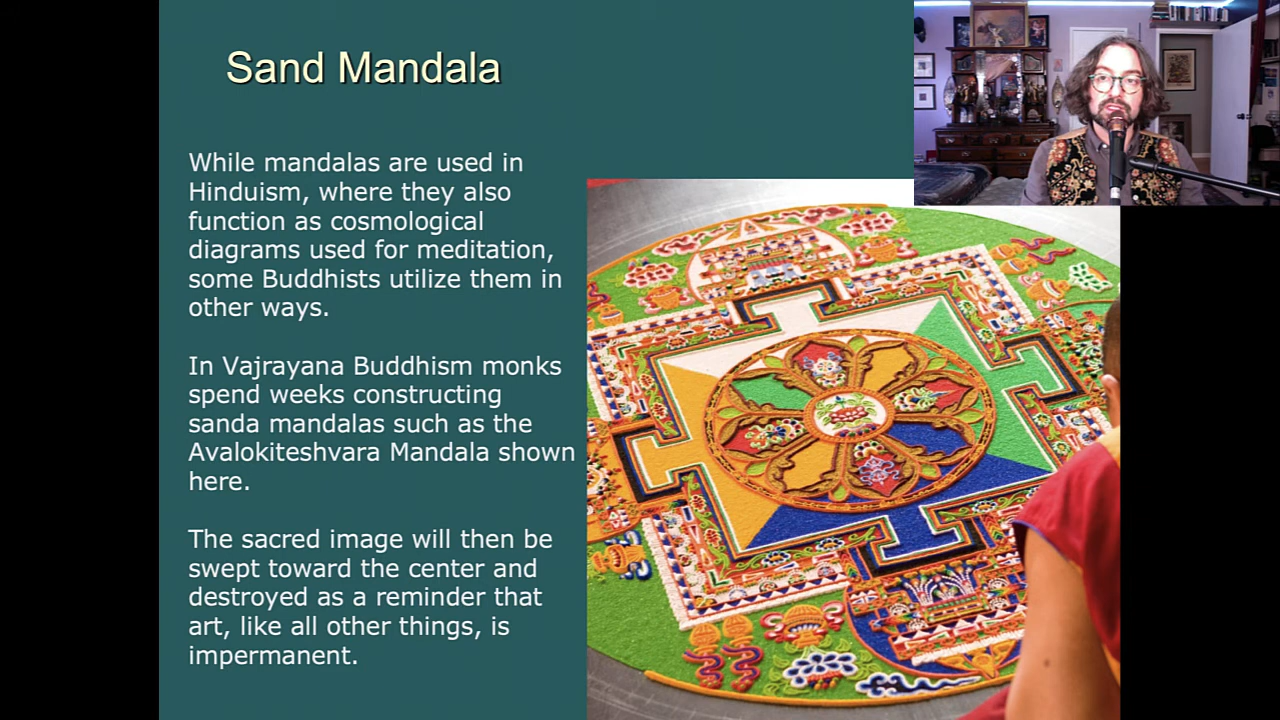 Sand Mandala
While mandalas are used in
Hinduism, where they also
function as cosmological
diagrams used for meditation,
some Buddhists utilize them in
other ways.
In Vajrayana Buddhism monks
spend weeks constructing
sanda mandalas such as the
Avalokiteshvara Mandala shown
here.
The sacred image will then be
swept toward the center and
destroyed as a reminder that
art, like all other things, is
impermanent.